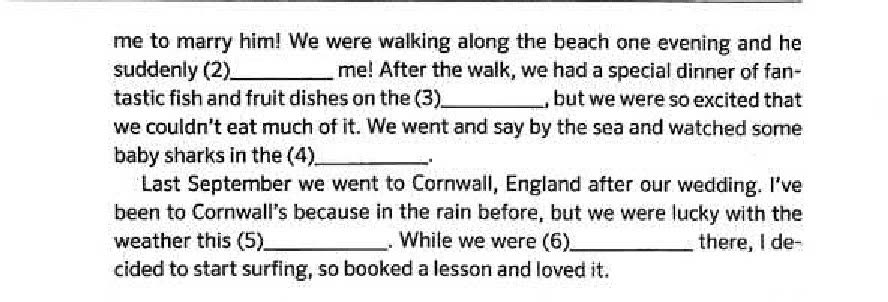 me to marry him! We were walking along the beach one evening and he
suddenly (2)__________ me! After the walk, we had a special dinner of fan-
tastic fish and fruit dishes on the (3)__________, but we were so excited that
we couldn't eat much of it. We went and say by the sea and watched some
baby sharks in the (4)___________.
Last September we went to Cornwall, England after our wedding. I've
been to Cornwall's because in the rain before, but we were lucky with the
weather this (5)____________. While we were (6)____________ there, I de-
cided to start surfing, so booked a lesson and loved it.